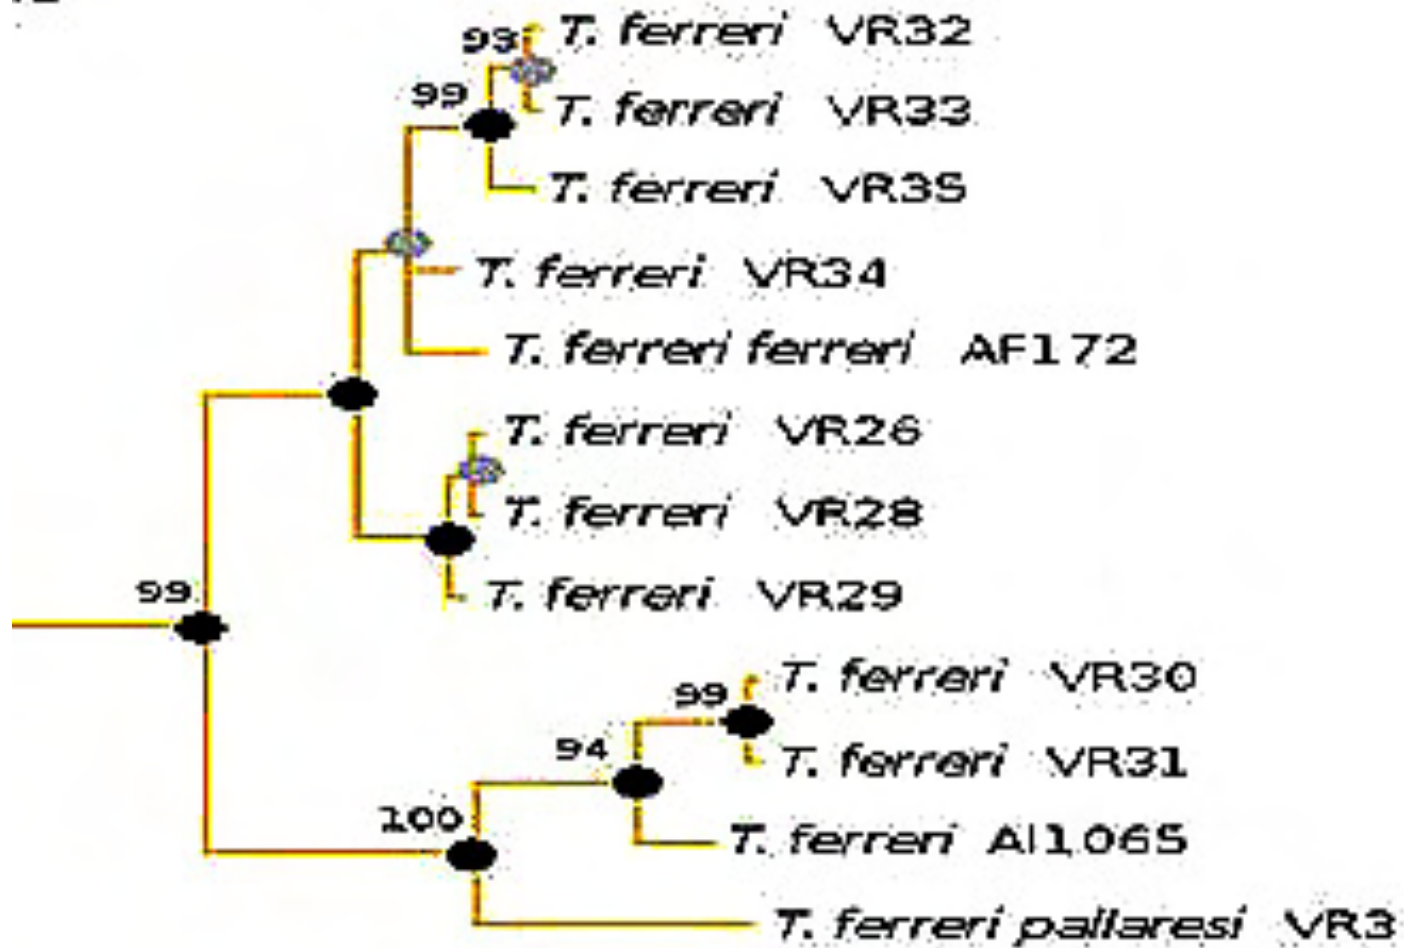 93 T. ferreri VR32
T. ferreri VR33
99
T. ferreri VR35
T. ferreri VR34
T. ferreri ferreri AF172
T. ferreri VR26
T. ferreri VR28
T. ferreri VR29
99
T. ferreri VR30
99
T. ferreri VR31
94
100
T. ferreri AI1065
T. ferreri pallaresi VR3